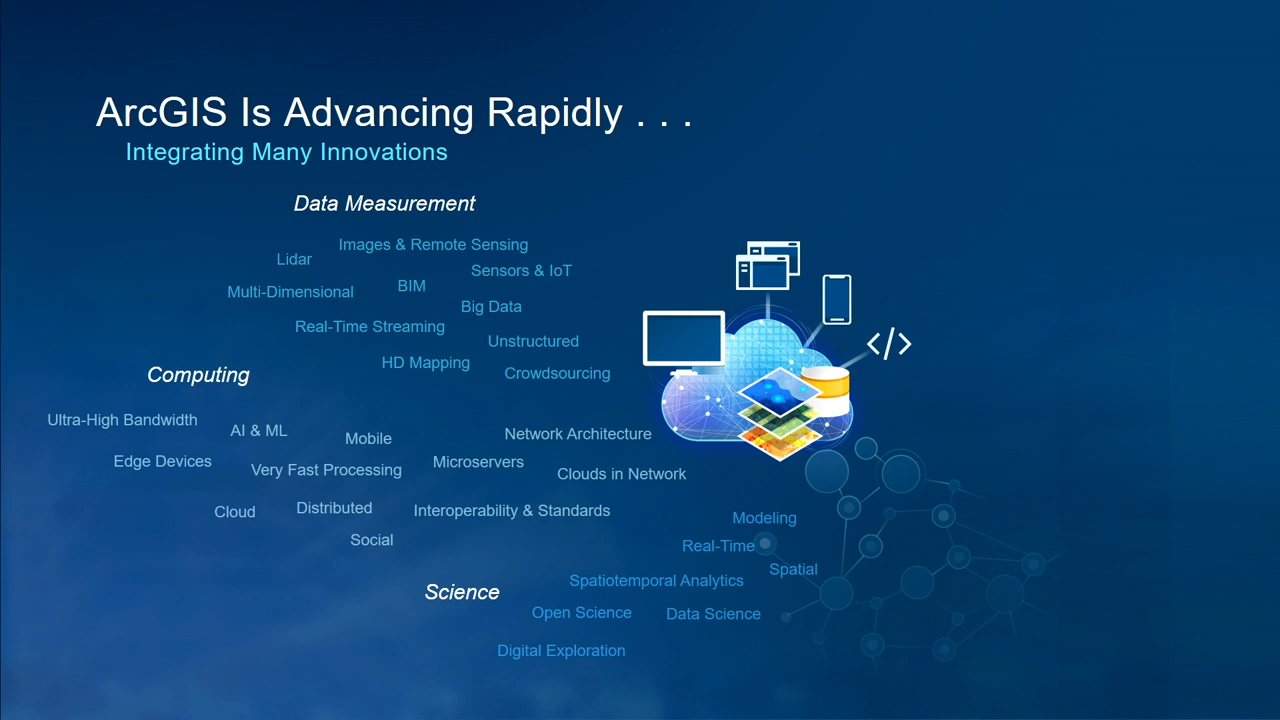 ArcGIS Is Advancing Rapidly . . .
Integrating Many Innovations
Data Measurement
Images & Remote Sensing
Lidar
Sensors & IoT
Multi-Dimensional
BIM
Big Data
Real-Time Streaming
Unstructured
HD Mapping
Crowdsourcing
Computing
Ultra-High Bandwidth
AI & ML
Mobile
Network Architecture
Edge Devices
Very Fast Processing
Microservers
Clouds in Network
Cloud
Distributed
Interoperability & Standards
Social
Science
Modeling
Real-Time
Spatial
Spatiotemporal Analytics
Open Science
Data Science
Digital Exploration